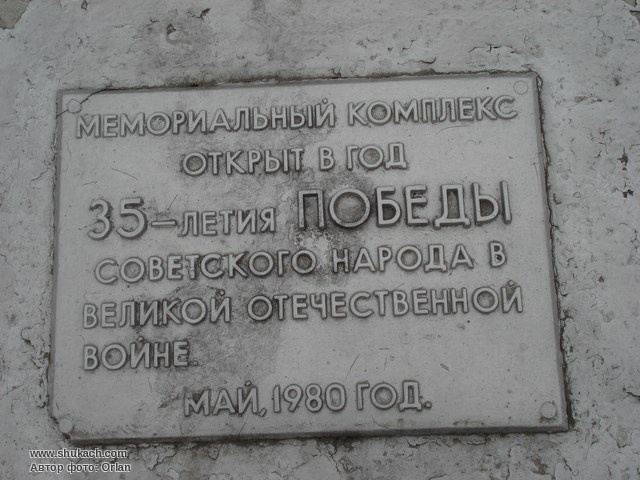 МЕМОРИАЛЬНЫЙ КОМПЛЕКС
ОТКРЫТ В ГОД
35-ЛЕТИЯ ПОБЕДЫ
СОВЕТСКОГО НАРОДА В
ВЕЛИКОЙ ОТЕЧЕСТВЕННОЙ
ВОЙНЕ.
МАЙ, 1980 ГОД.
www.shukach.com
Автор фото: Orlan